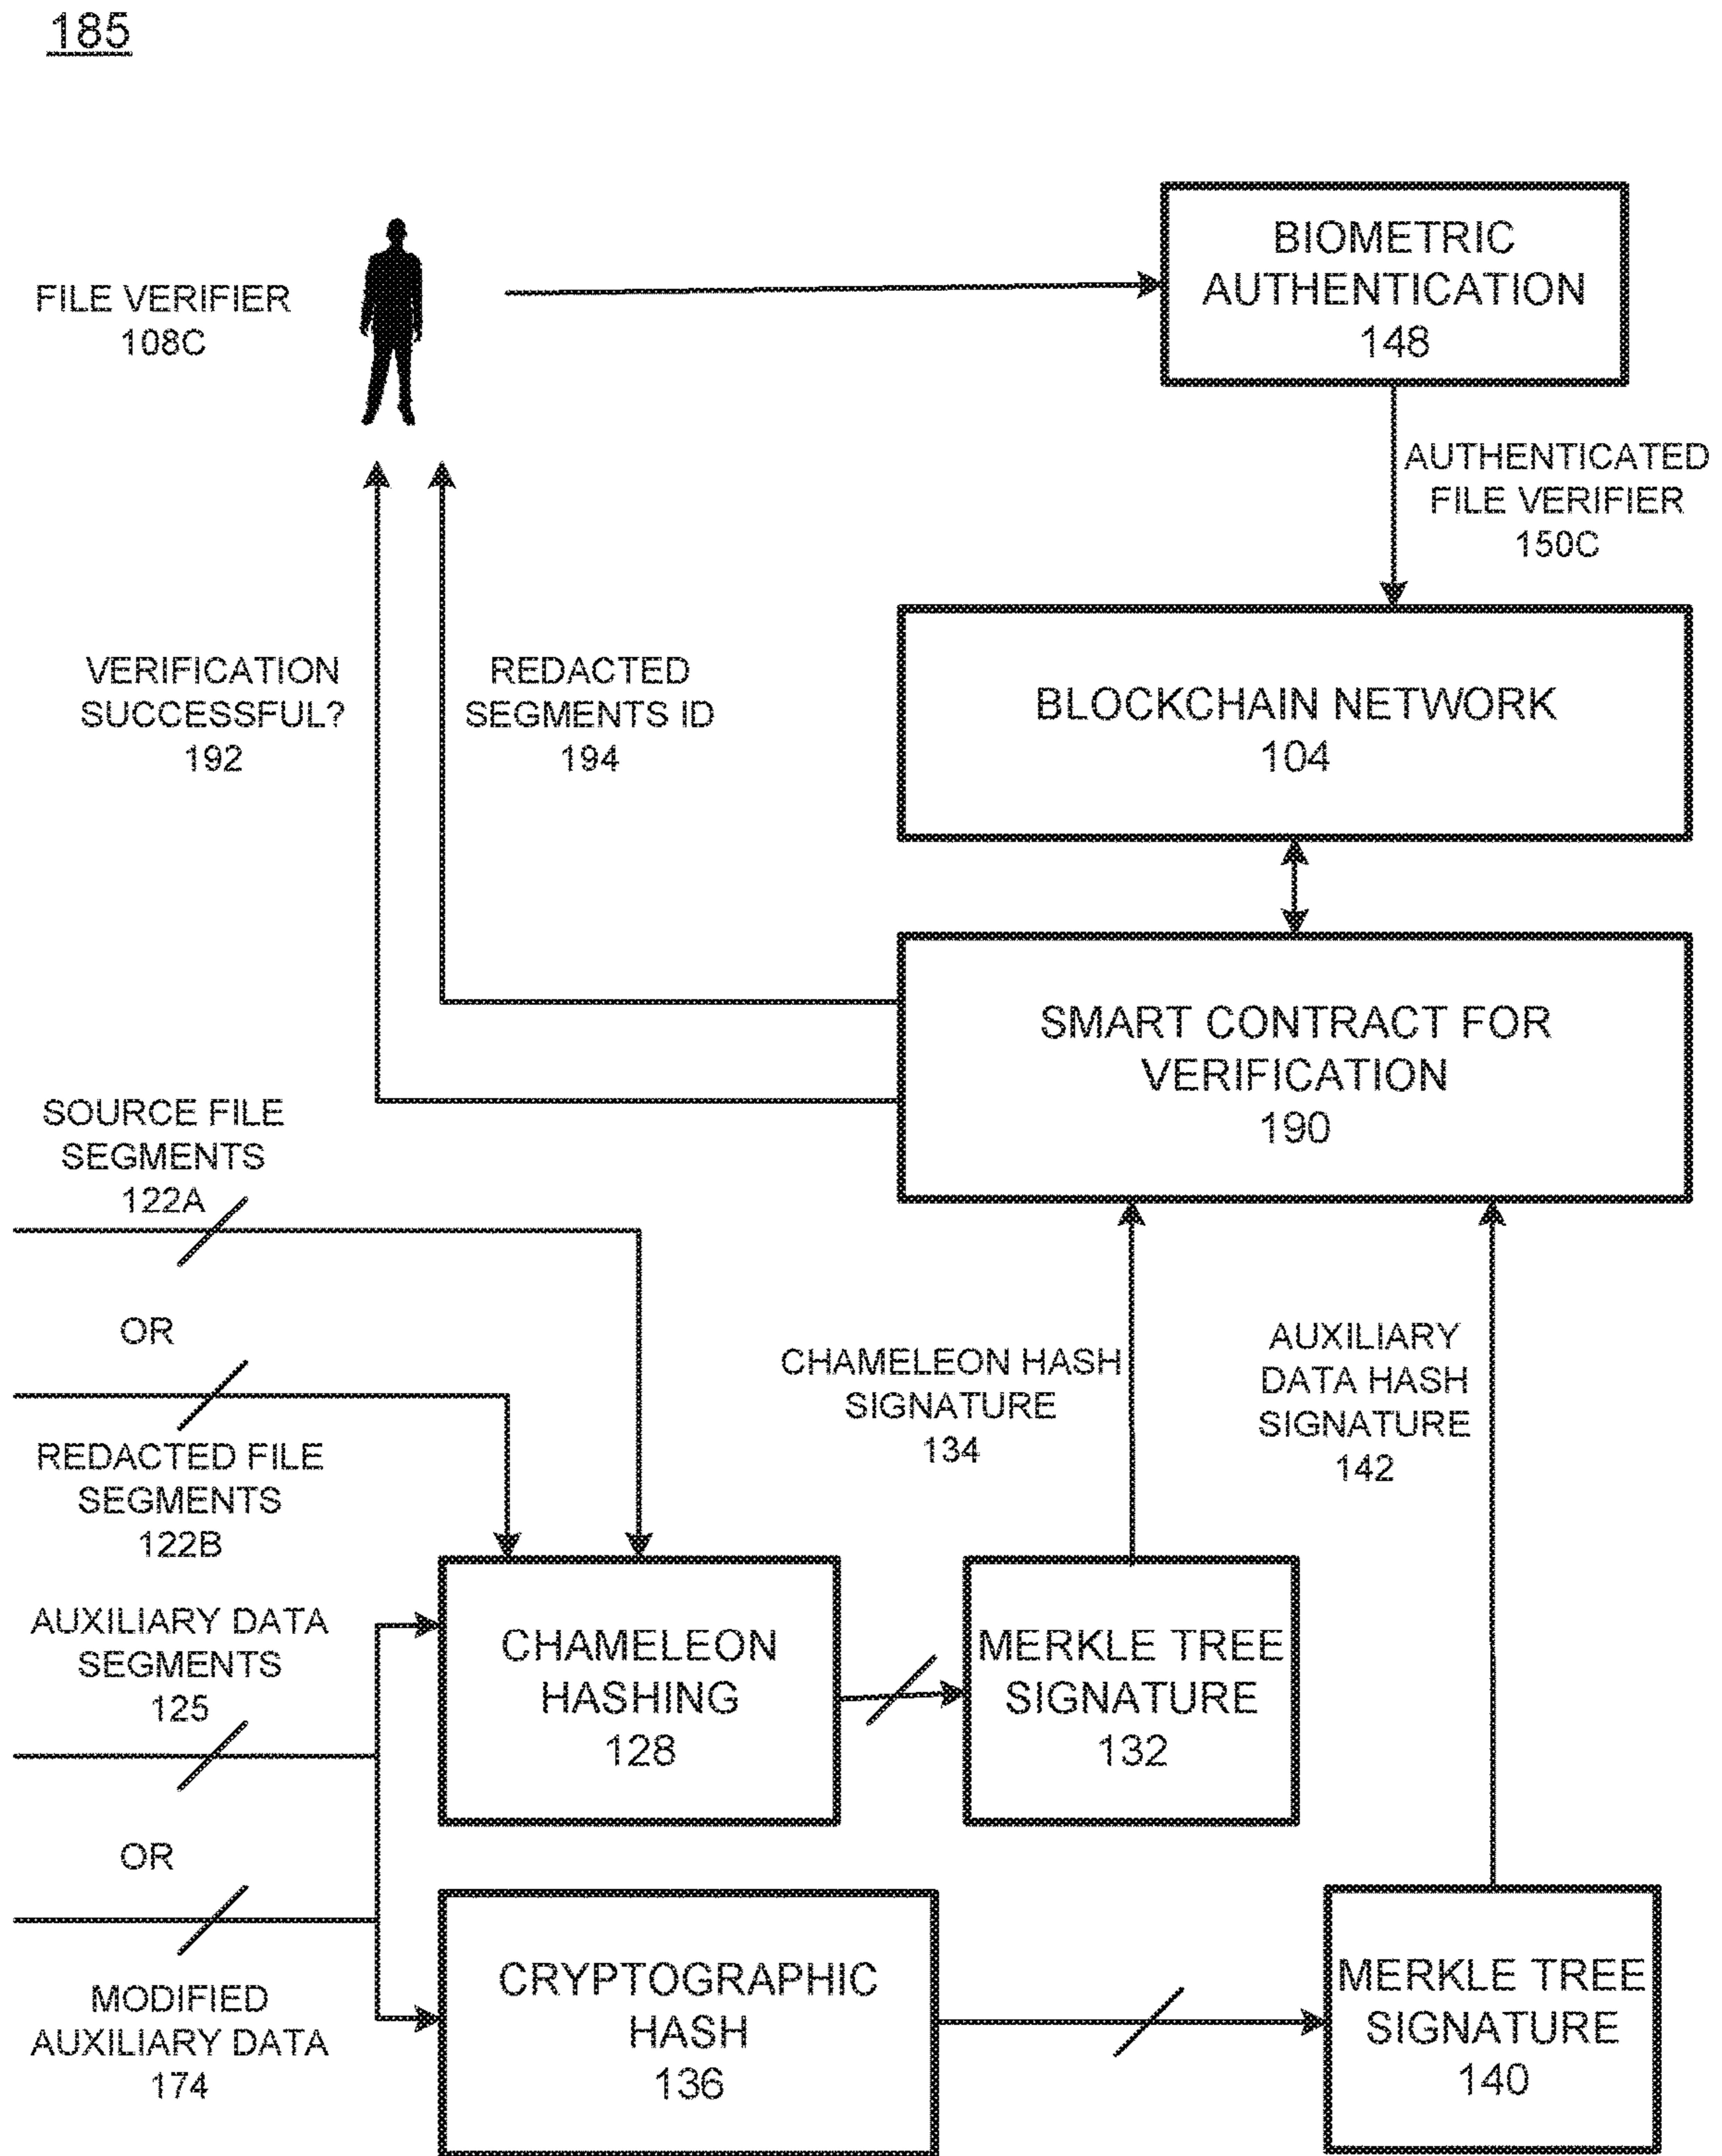 185
BIOMETRIC
AUTHENTICATION
148
FILE VERIFIER
108C
AUTHENTICATED
FILE VERIFIER
150C
VERIFICATION
SUCCESSFUL?
192
REDACTED
SEGMENTS ID
194
BLOCKCHAIN NETWORK
104
SMART CONTRACT FOR
VERIFICATION
190
SOURCE FILE
SEGMENTS
122A
OR
REDACTED FILE
SEGMENTS
122B
CHAMELEON HASH
SIGNATURE
134
AUXILIARY
DATA HASH
SIGNATURE
142
AUXILIARY DATA
SEGMENTS
125
OR
MODIFIED
AUXILIARY DATA
174
CHAMELEON
HASHING
128
MERKLE TREE
SIGNATURE
132
CRYPTOGRAPHIC
HASH
136
MERKLE TREE
SIGNATURE
140